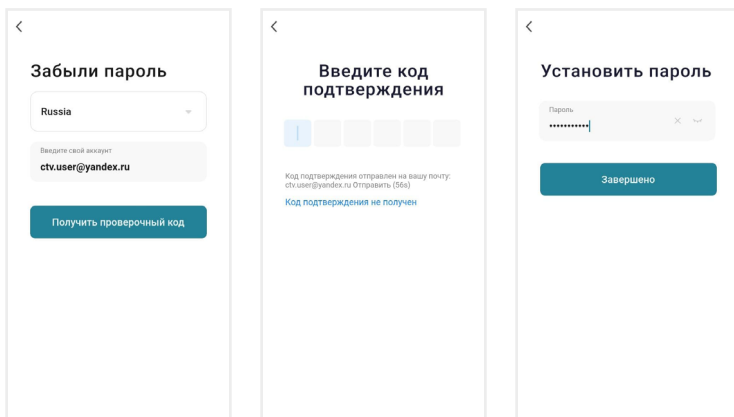 Забыли пароль
Russia
Введите свой аккаунт
ctv.user@yandex.ru
Получить проверочный код
Введите код
подтверждения
Код подтверждения отправлен на вашу почту:
ctv.user@yandex.ru Отправить (56s)
Код подтверждения не получен
Установить пароль
Пароль
•••••••••••
Завершено